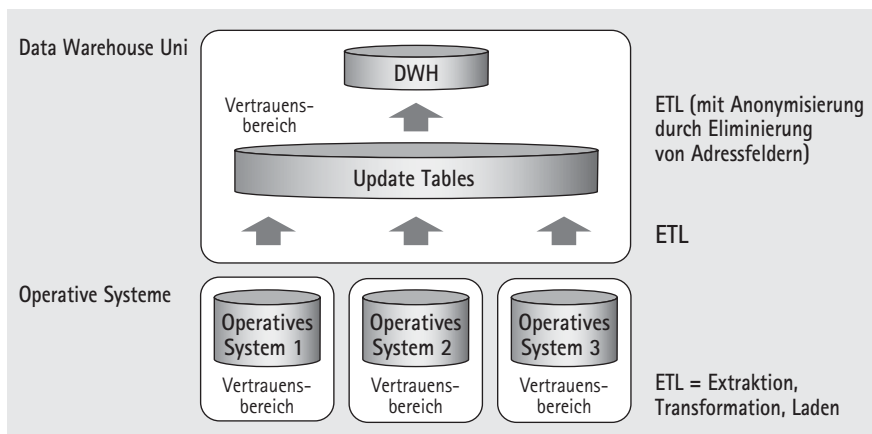 Data Warehouse Uni
DWH
Vertrauens-
bereich
ETL (mit Anonymisierung
durch Eliminierung
von Adressfeldern)
Update Tables
ETL
Operative Systeme
Operatives
System 1
Operatives
System 2
Operatives
System 3
Vertrauens-
bereich
Vertrauens-
bereich
Vertrauens-
bereich
ETL = Extraktion,
Transformation, Laden